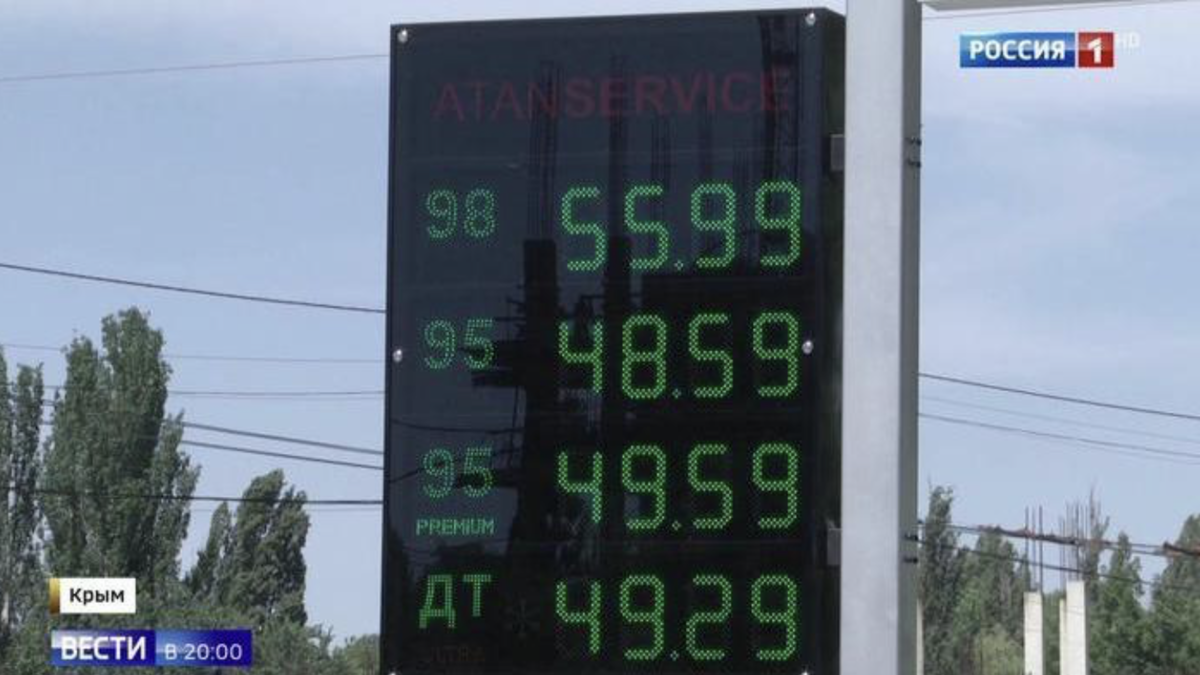 РОССИЯ 1 HD
ATANSERVICE
98 55.99
95 48.59
95 49.59
PREMIUM
ДТ 49.29
ULTRA
Крым
ВЕСТИ В 20:00